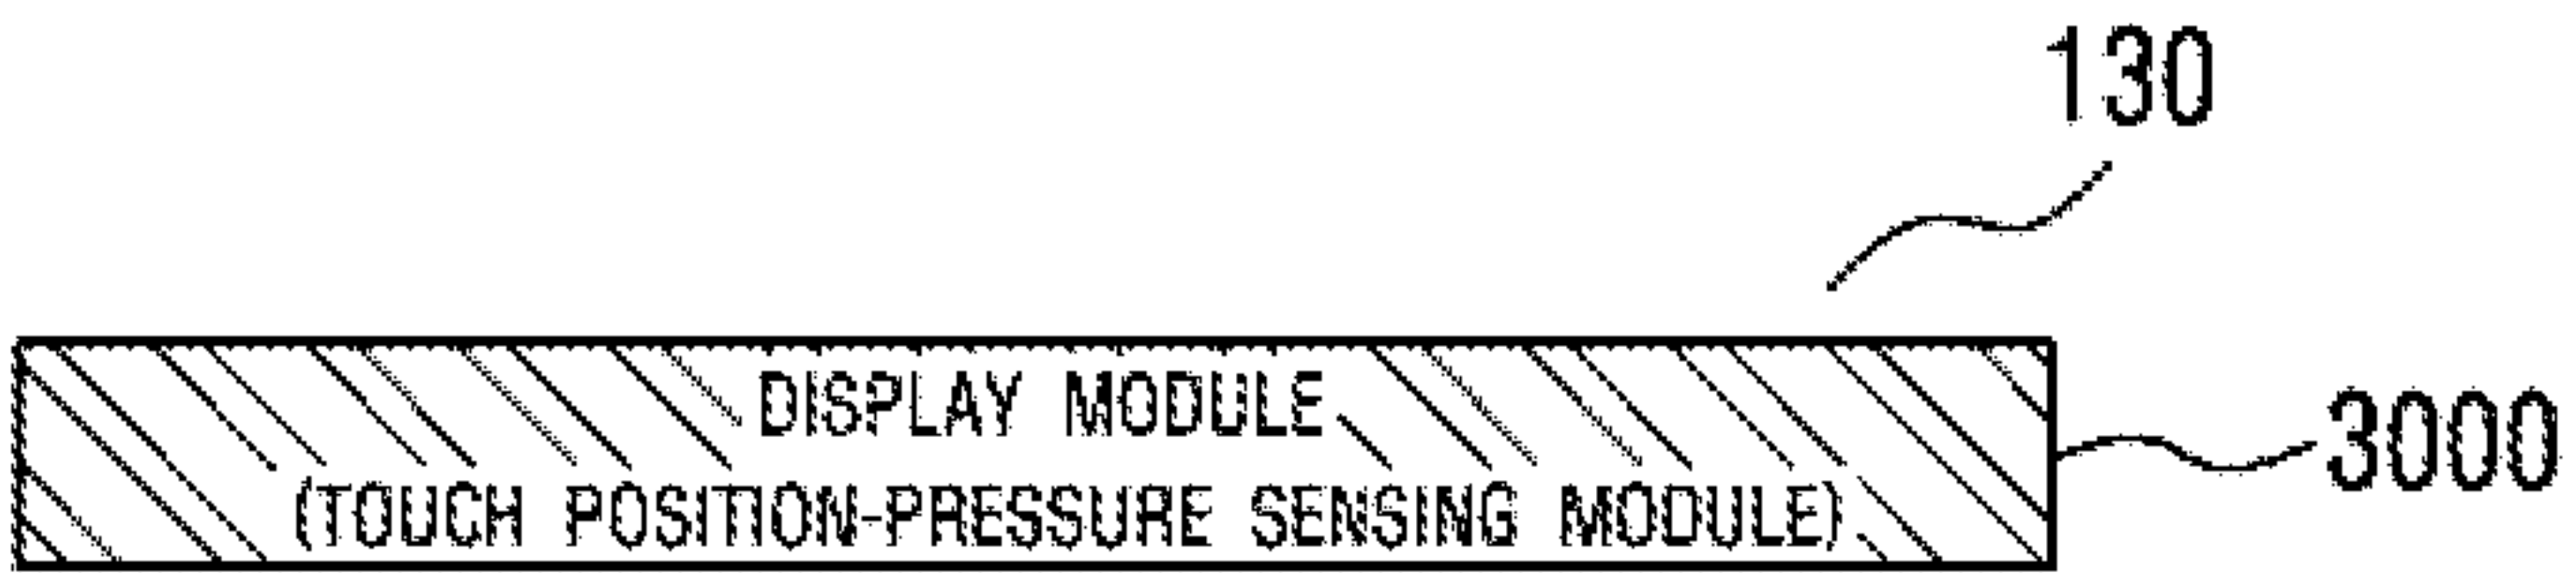 130
DISPLAY MODULE
3000
(TOUCH POSITION-PRESSURE SENSING MODULE)